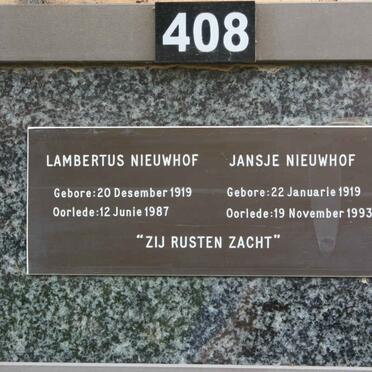 408
LAMBERTUS NIEUWHOF JANSJE NIEUWHOF
Gebore:20 Desember 1919 Gebore:22 Januarie 1919
Oorlede:12 Junie 1987 Oorlede:19 November 1993
"ZIJ RUSTEN ZACHT"